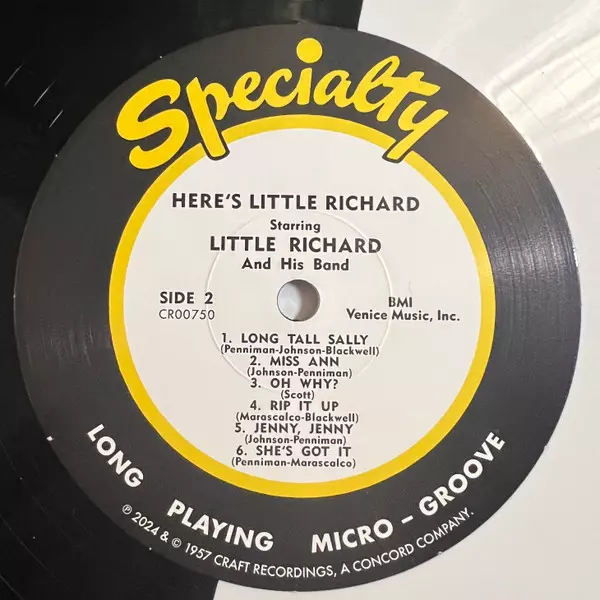 Specialty
HERE'S LITTLE RICHARD
Starring
LITTLE RICHARD
And His Band
SIDE 2
CR00750
BMI
Venice Music, Inc.
1. LONG TALL SALLY
(Penniman-Johnson-Blackwell)
2. MISS ANN
(Johnson-Penniman)
3. OH WHY?
(Scott)
4. RIP IT UP
(Marascalco-Blackwell)
5. JENNY, JENNY
(Johnson-Penniman)
6. SHE'S GOT IT
(Penniman-Marascalco)
LONG PLAYING MICRO-GROOVE
℗ 2024 & © 1957 CRAFT RECORDINGS, A CONCORD COMPANY.